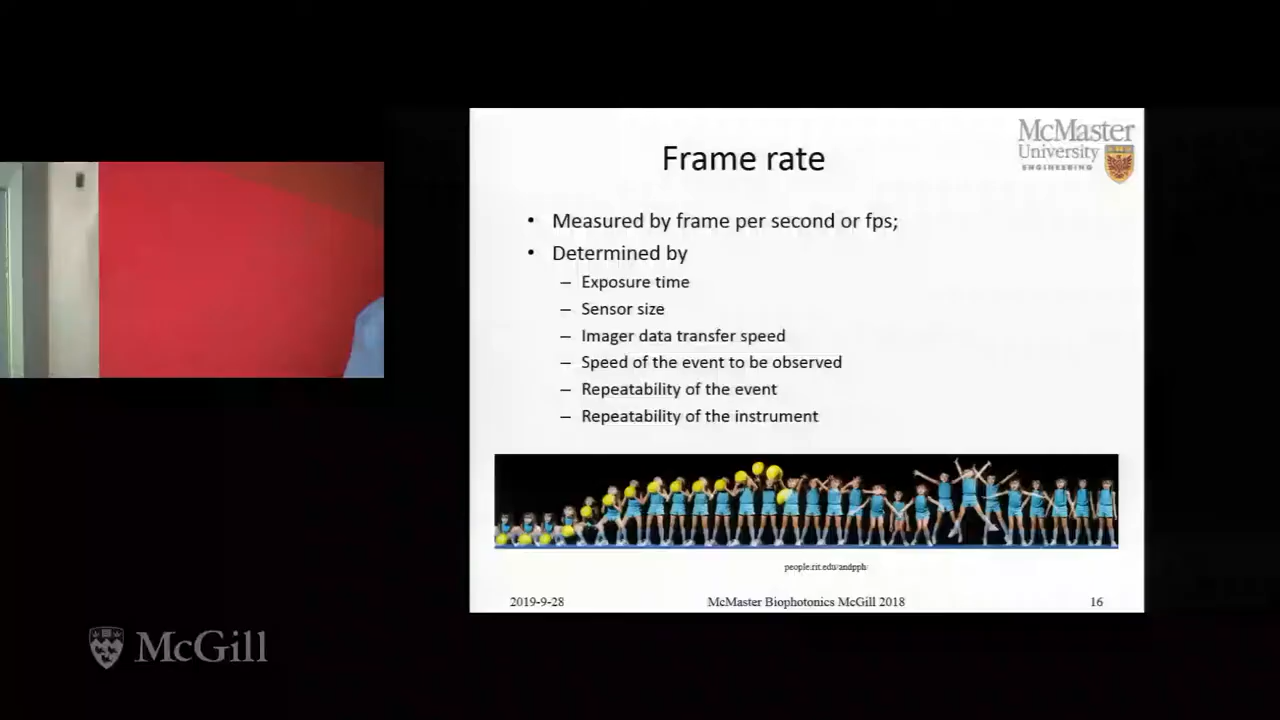 McMaster
University
ENGINEERING
Frame rate
• Measured by frame per second or fps;
• Determined by
– Exposure time
– Sensor size
– Imager data transfer speed
– Speed of the event to be observed
– Repeatability of the event
– Repeatability of the instrument
people.rit.edu/andpph/
2019-9-28 McMaster Biophotonics McGill 2018 16
McGill